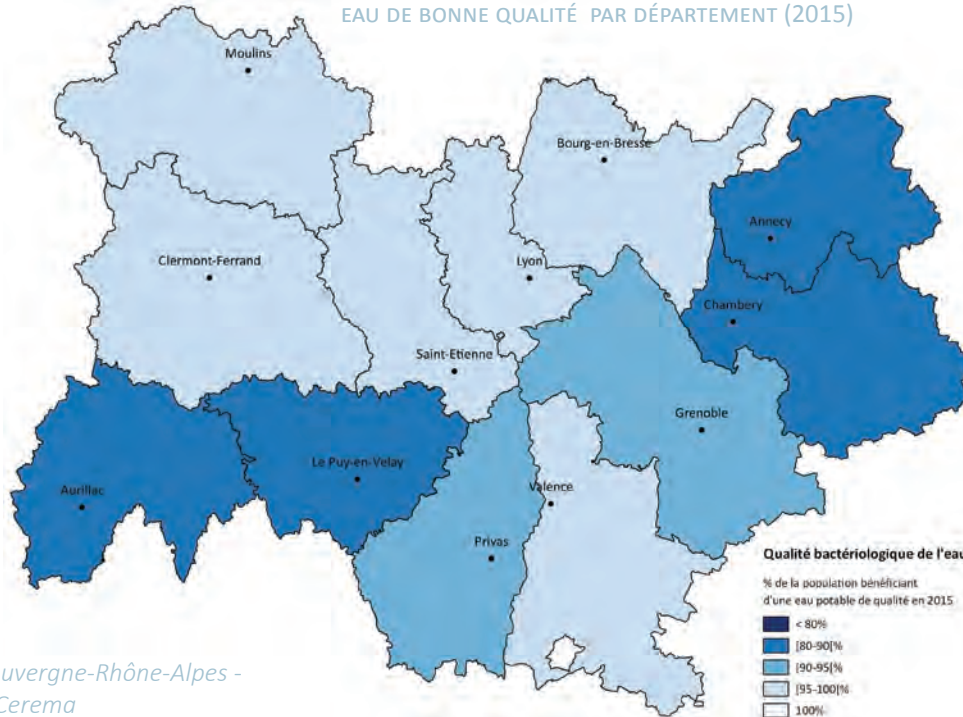 EAU DE BONNE QUALITÉ PAR DÉPARTEMENT (2015)
Moulins
Bourg-en-Bresse
Annecy
Clermont-Ferrand
Lyon
Chambery
Saint-Etienne
Grenoble
Le Puy-en-Velay
Aurillac
Valence
Privas
Qualité bactériologique de l'eau
% de la population bénéficiant
d'une eau potable de qualité en 2015
< 80%
[80-90[%
[90-95[%
[95-100[%
100%
uvergne-Rhône-Alpes -
Cerema